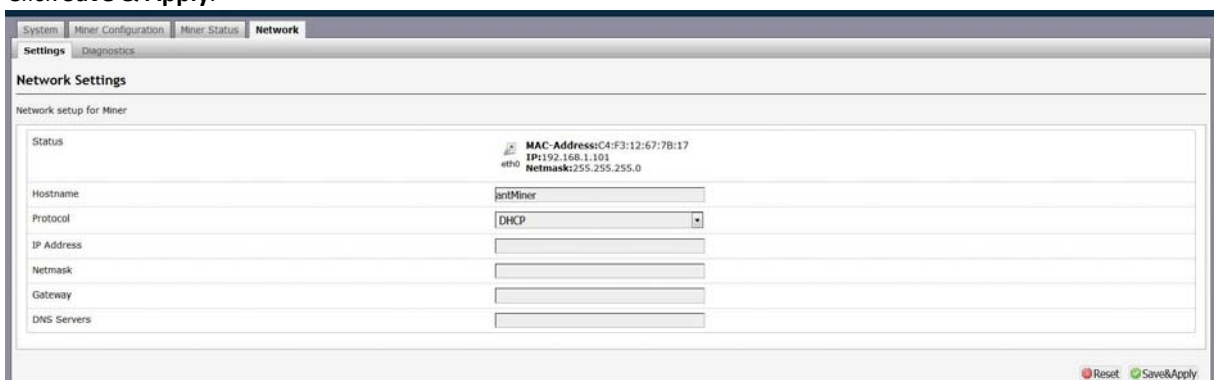 Click Save & Apply.
System Miner Configuration Miner Status Network
Settings Diagnostics
Network Settings
Network setup for Miner
Status
MAC-Address:C4:F3:12:67:7B:17
IP:192.168.1.101
eth0
Netmask:255.255.255.0
Hostname antMiner
Protocol DHCP
IP Address
Netmask
Gateway
DNS Servers
Reset Save&Apply